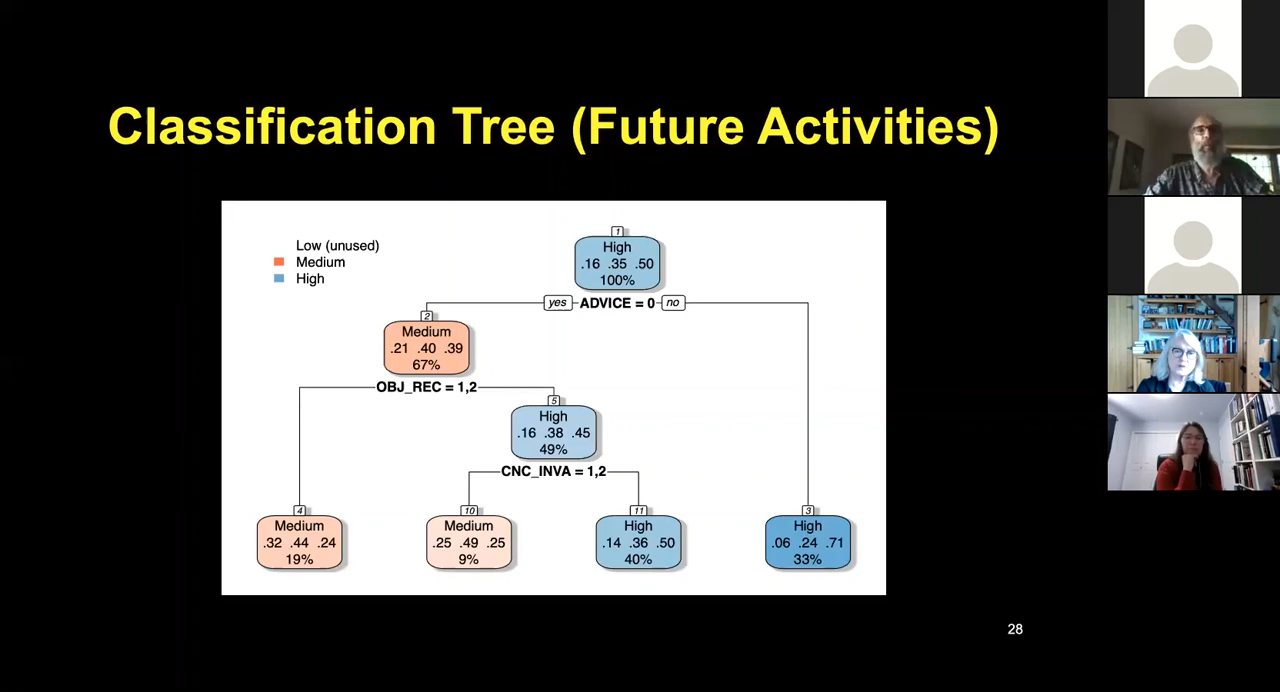 Classification Tree (Future Activities)
Low (unused)
Medium
High
1
High
.16 .35 .50
100%
yes ADVICE = 0 no
2
Medium
.21 .40 .39
67%
OBJ_REC = 1,2
5
High
.16 .38 .45
49%
CNC_INVA = 1,2
4
Medium
.32 .44 .24
19%
10
Medium
.25 .49 .25
9%
11
High
.14 .36 .50
40%
3
High
.06 .24 .71
33%
28